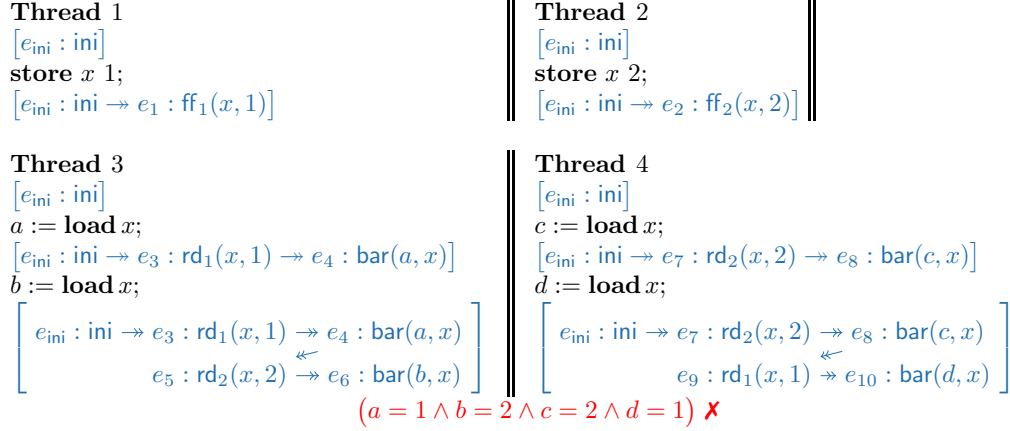 Thread 1
[e_ini : ini]
store x 1;
[e_ini : ini ↠ e_1 : ff_1(x, 1)]
Thread 2
[e_ini : ini]
store x 2;
[e_ini : ini ↠ e_2 : ff_2(x, 2)]
Thread 3
[e_ini : ini]
a := load x;
[e_ini : ini ↠ e_3 : rd_1(x, 1) ↠ e_4 : bar(a, x)]
b := load x;
[e_ini : ini ↠ e_3 : rd_1(x, 1) ↠ e_4 : bar(a, x)
↞
e_5 : rd_2(x, 2) ↠ e_6 : bar(b, x)]
Thread 4
[e_ini : ini]
c := load x;
[e_ini : ini ↠ e_7 : rd_2(x, 2) ↠ e_8 : bar(c, x)]
d := load x;
[e_ini : ini ↠ e_7 : rd_2(x, 2) ↠ e_8 : bar(c, x)
↞
e_9 : rd_1(x, 1) ↠ e_10 : bar(d, x)]
(a = 1 ∧ b = 2 ∧ c = 2 ∧ d = 1) ✗